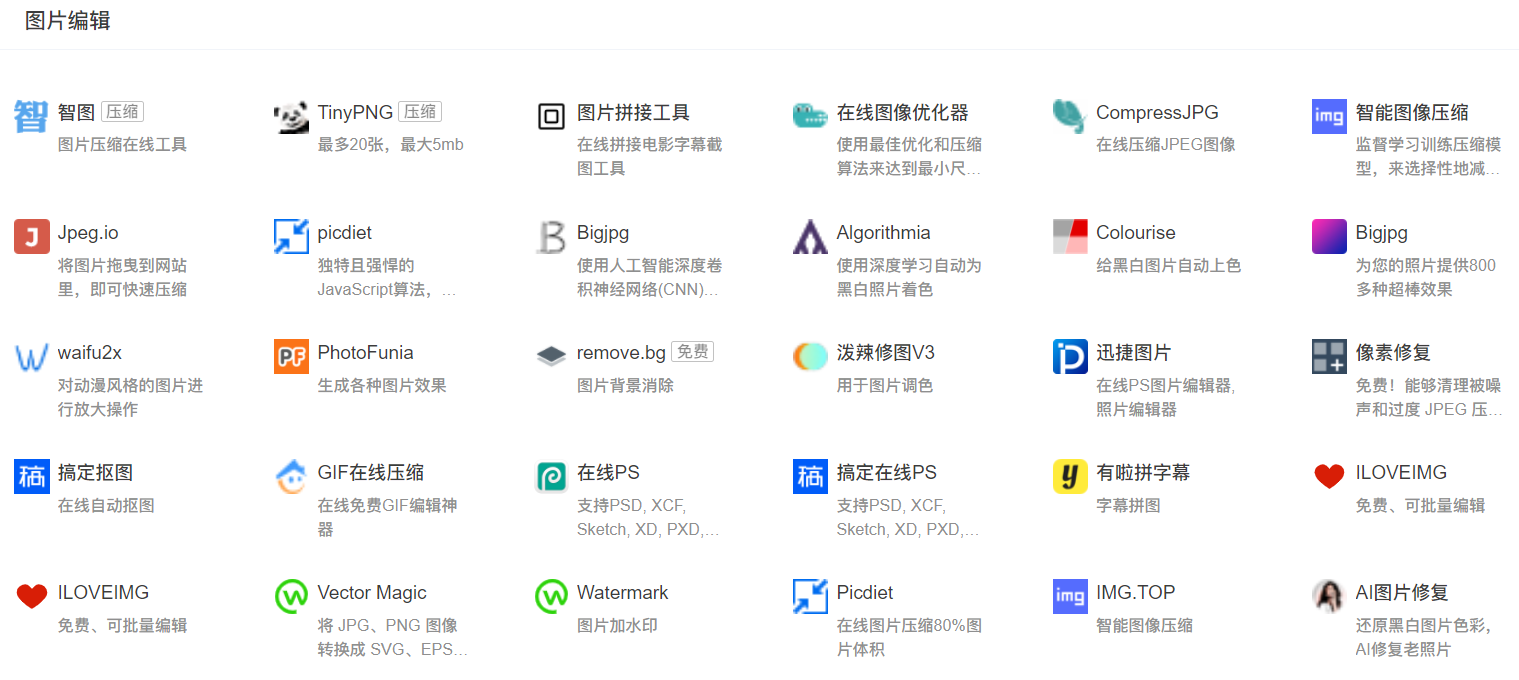 图片编辑
智图 压缩
图片压缩在线工具
TinyPNG 压缩
最多20张，最大5mb
图片拼接工具
在线拼接电影字幕截
图工具
在线图像优化器
使用最佳优化和压缩
算法来达到最小尺...
CompressJPG
在线压缩JPEG图像
img
智能图像压缩
监督学习训练压缩模
型，来选择性地减...
J
Jpeg.io
将图片拖曳到网站
里，即可快速压缩
picdiet
独特且强悍的
JavaScript算法，...
Bigjpg
使用人工智能深度卷
积神经网络(CNN)...
Algorithmia
使用深度学习自动为
黑白照片着色
Colourise
给黑白图片自动上色
Bigjpg
为您的照片提供800
多种超棒效果
waifu2x
对动漫风格的图片进
行放大操作
PF
PhotoFunia
生成各种图片效果
remove.bg 免费
图片背景消除
泼辣修图V3
用于图片调色
迅捷图片
在线PS图片编辑器,
照片编辑器
像素修复
免费！能够清理被噪
声和过度 JPEG 压...
稿
搞定抠图
在线自动抠图
GIF在线压缩
在线免费GIF编辑神
器
在线PS
支持PSD, XCF,
Sketch, XD, PXD,...
稿
搞定在线PS
支持PSD, XCF,
Sketch, XD, PXD,...
y
有啦拼字幕
字幕拼图
ILOVEIMG
免费、可批量编辑
ILOVEIMG
免费、可批量编辑
Vector Magic
将 JPG、PNG 图像
转换成 SVG、EPS...
Watermark
图片加水印
Picdiet
在线图片压缩80%图
片体积
img
IMG.TOP
智能图像压缩
AI图片修复
还原黑白图片色彩，
AI修复老照片